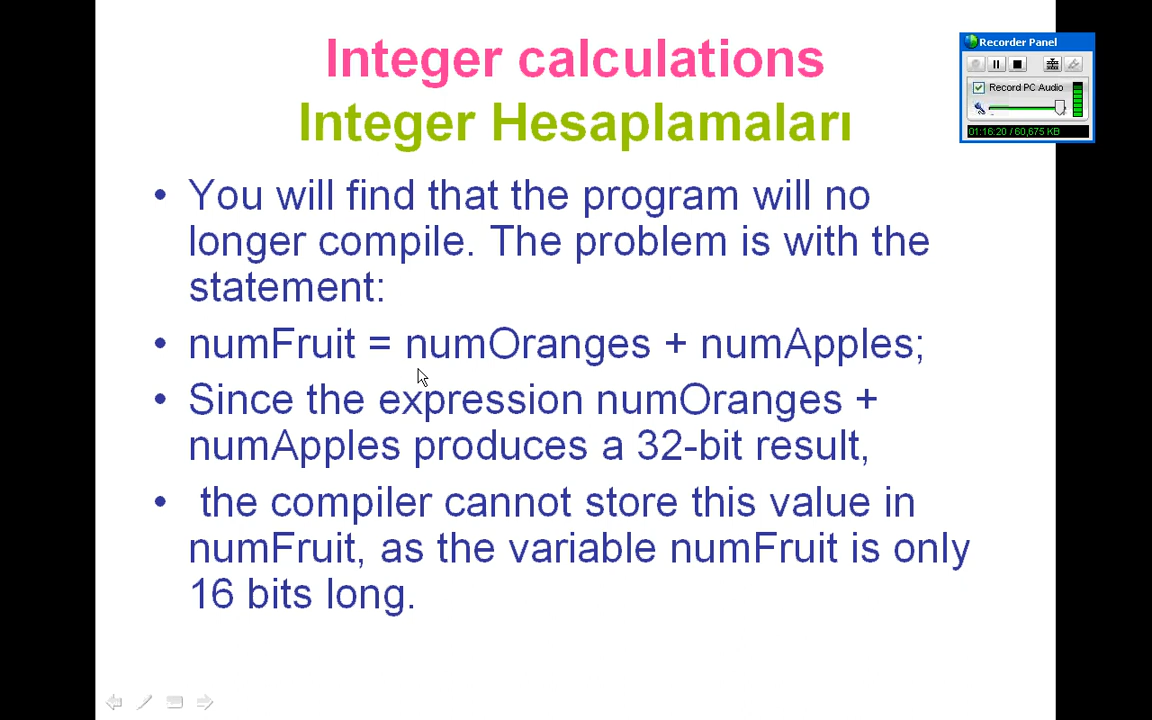 Integer calculations
Integer Hesaplamaları
Recorder Panel
Record PC Audio
01:16:20 / 60,675 KB
• You will find that the program will no
longer compile. The problem is with the
statement:
• numFruit = numOranges + numApples;
• Since the expression numOranges +
numApples produces a 32-bit result,
• the compiler cannot store this value in
numFruit, as the variable numFruit is only
16 bits long.